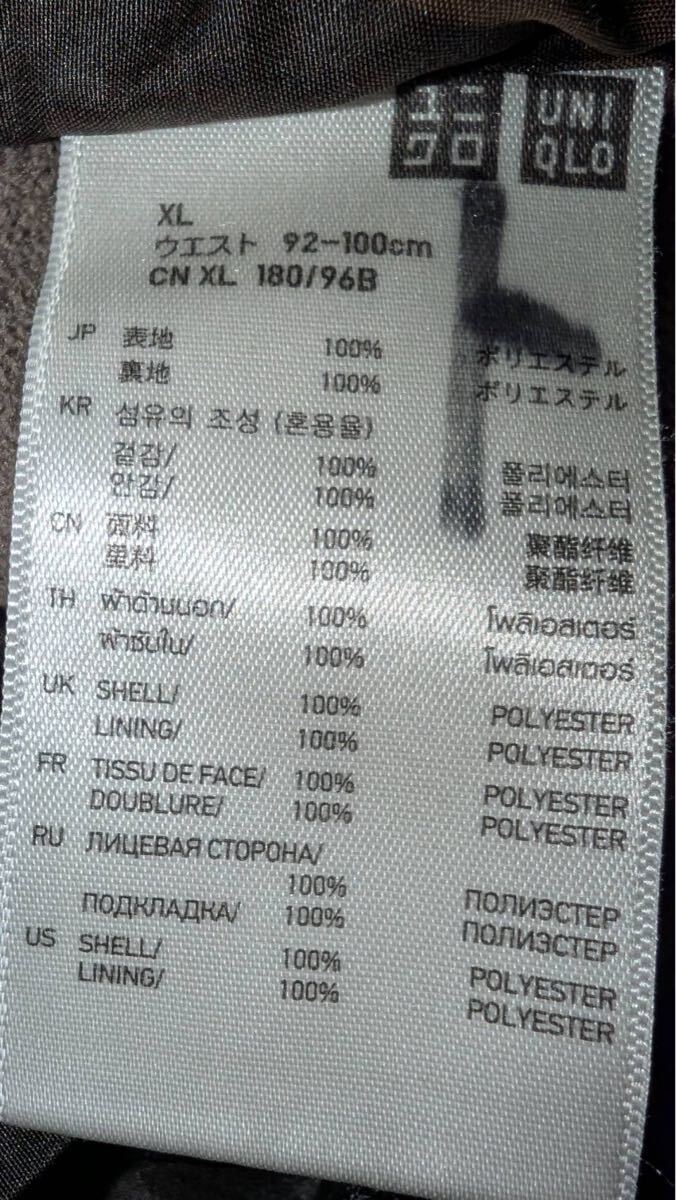 ユニ
クロ
UNI
QLO
XL
ウエスト 92-100cm
CN XL 180/96B
JP 表地 100% ポリエステル
裏地 100% ポリエステル
KR 섬유의 조성 (혼용율)
겉감/ 100% 폴리에스터
안감/ 100% 폴리에스터
CN 面料 100% 聚酯纤维
里料 100% 聚酯纤维
TH ผ้าด้านนอก/ 100% โพลิเอสเตอร์
ผ้าซับใน/ 100% โพลิเอสเตอร์
UK SHELL/ 100% POLYESTER
LINING/ 100% POLYESTER
FR TISSU DE FACE/ 100% POLYESTER
DOUBLURE/ 100% POLYESTER
RU ЛИЦЕВАЯ СТОРОНА/
100% ПОЛИЭСТЕР
ПОДКЛАДКА/ 100% ПОЛИЭСТЕР
US SHELL/ 100% POLYESTER
LINING/ 100% POLYESTER